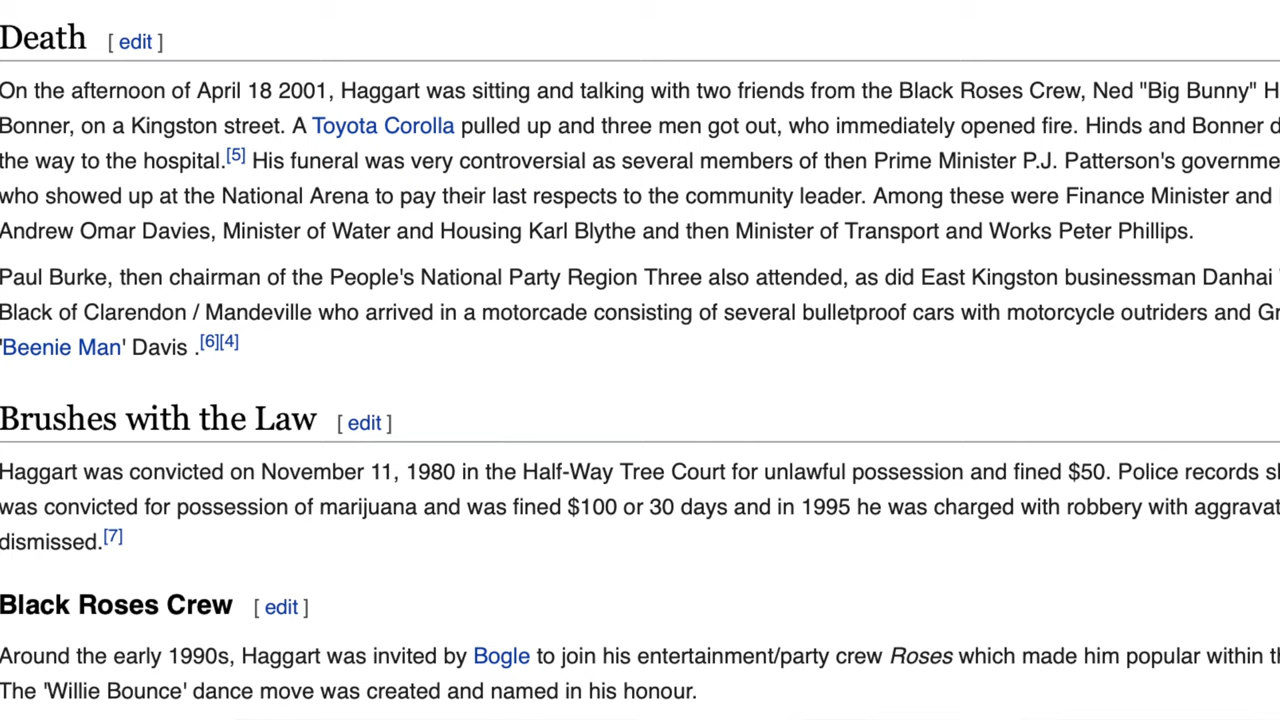 Death [ edit ]
On the afternoon of April 18 2001, Haggart was sitting and talking with two friends from the Black Roses Crew, Ned "Big Bunny" H
Bonner, on a Kingston street. A Toyota Corolla pulled up and three men got out, who immediately opened fire. Hinds and Bonner d
the way to the hospital.[5] His funeral was very controversial as several members of then Prime Minister P.J. Patterson's governme
who showed up at the National Arena to pay their last respects to the community leader. Among these were Finance Minister and
Andrew Omar Davies, Minister of Water and Housing Karl Blythe and then Minister of Transport and Works Peter Phillips.
Paul Burke, then chairman of the People's National Party Region Three also attended, as did East Kingston businessman Danhai
Black of Clarendon / Mandeville who arrived in a motorcade consisting of several bulletproof cars with motorcycle outriders and Gr
'Beenie Man' Davis .[6][4]
Brushes with the Law [ edit ]
Haggart was convicted on November 11, 1980 in the Half-Way Tree Court for unlawful possession and fined $50. Police records s
was convicted for possession of marijuana and was fined $100 or 30 days and in 1995 he was charged with robbery with aggravat
dismissed.[7]
Black Roses Crew [ edit ]
Around the early 1990s, Haggart was invited by Bogle to join his entertainment/party crew Roses which made him popular within th
The 'Willie Bounce' dance move was created and named in his honour.